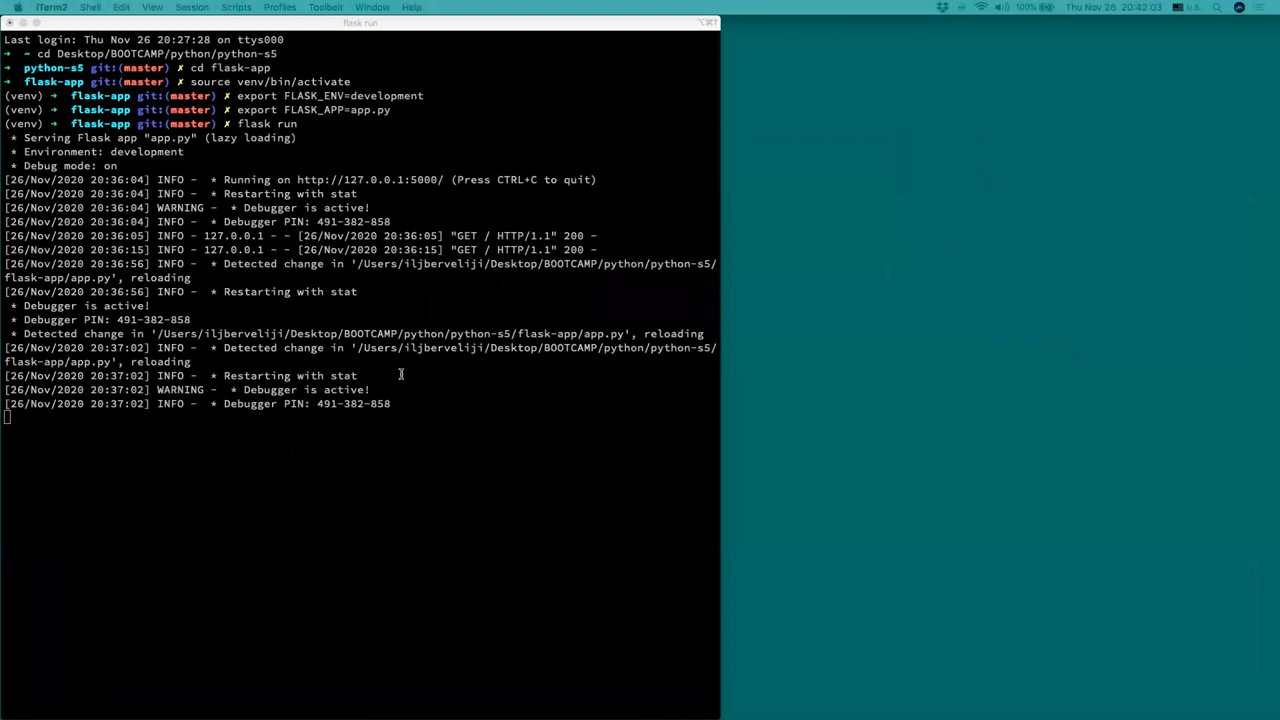 iTerm2 Shell Edit View Session Scripts Profiles Toolbelt Window Help 100% Thu Nov 26 20:42:03 U.S.
flask run
Last login: Thu Nov 26 20:27:28 on ttys000
➜ ~ cd Desktop/BOOTCAMP/python/python-s5
➜ python-s5 git:(master) ✗ cd flask-app
➜ flask-app git:(master) ✗ source venv/bin/activate
(venv) ➜ flask-app git:(master) ✗ export FLASK_ENV=development
(venv) ➜ flask-app git:(master) ✗ export FLASK_APP=app.py
(venv) ➜ flask-app git:(master) ✗ flask run
* Serving Flask app "app.py" (lazy loading)
* Environment: development
* Debug mode: on
[26/Nov/2020 20:36:04] INFO - * Running on http://127.0.0.1:5000/ (Press CTRL+C to quit)
[26/Nov/2020 20:36:04] INFO - * Restarting with stat
[26/Nov/2020 20:36:04] WARNING - * Debugger is active!
[26/Nov/2020 20:36:04] INFO - * Debugger PIN: 491-382-858
[26/Nov/2020 20:36:05] INFO - 127.0.0.1 - - [26/Nov/2020 20:36:05] "GET / HTTP/1.1" 200 -
[26/Nov/2020 20:36:15] INFO - 127.0.0.1 - - [26/Nov/2020 20:36:15] "GET / HTTP/1.1" 200 -
[26/Nov/2020 20:36:56] INFO - * Detected change in '/Users/iljberveliji/Desktop/BOOTCAMP/python/python-s5/
flask-app/app.py', reloading
[26/Nov/2020 20:36:56] INFO - * Restarting with stat
* Debugger is active!
* Debugger PIN: 491-382-858
* Detected change in '/Users/iljberveliji/Desktop/BOOTCAMP/python/python-s5/flask-app/app.py', reloading
[26/Nov/2020 20:37:02] INFO - * Detected change in '/Users/iljberveliji/Desktop/BOOTCAMP/python/python-s5/
flask-app/app.py', reloading
[26/Nov/2020 20:37:02] INFO - * Restarting with stat
[26/Nov/2020 20:37:02] WARNING - * Debugger is active!
[26/Nov/2020 20:37:02] INFO - * Debugger PIN: 491-382-858